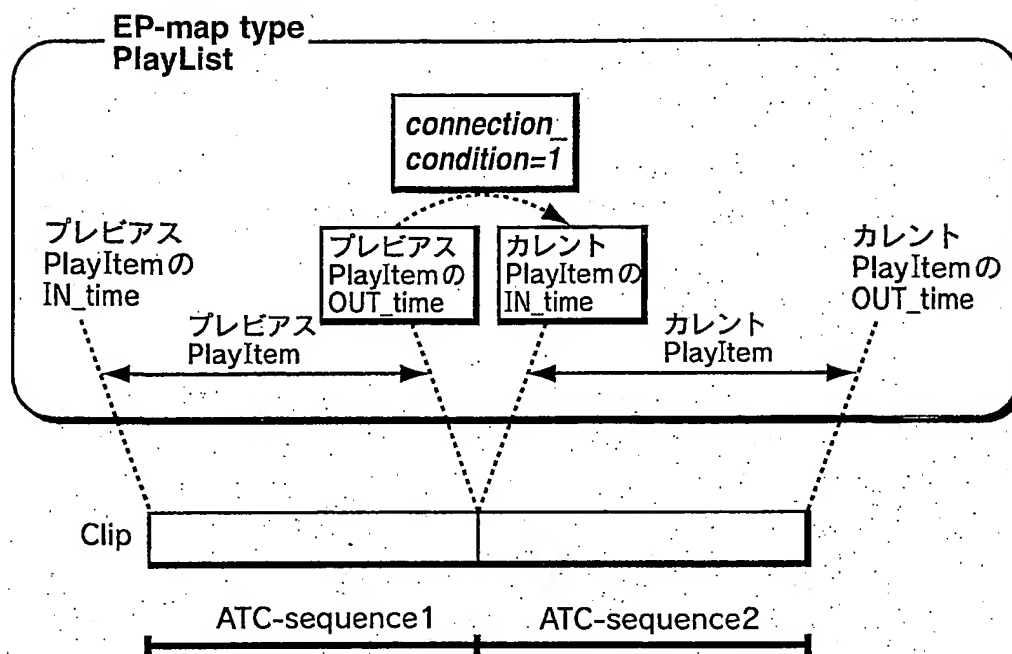 EP-map type
PlayList
connection_
condition=1
プレビアス
PlayItemの
IN_time
プレビアス
PlayItemの
OUT_time
カレント
PlayItemの
IN_time
カレント
PlayItemの
OUT_time
プレビアス
PlayItem
カレント
PlayItem
Clip
ATC-sequence1
ATC-sequence2